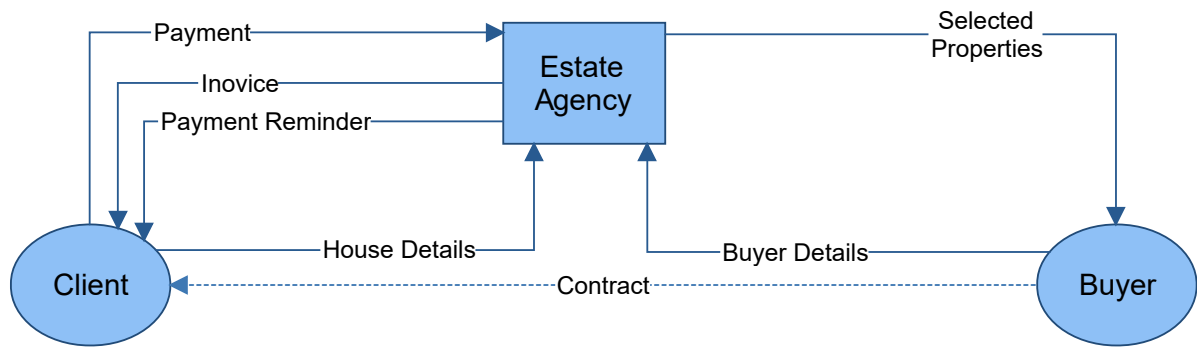 Payment
Inovice
Payment Reminder
Estate
Agency
Selected
Properties
House Details
Buyer Details
Client
Contract
Buyer